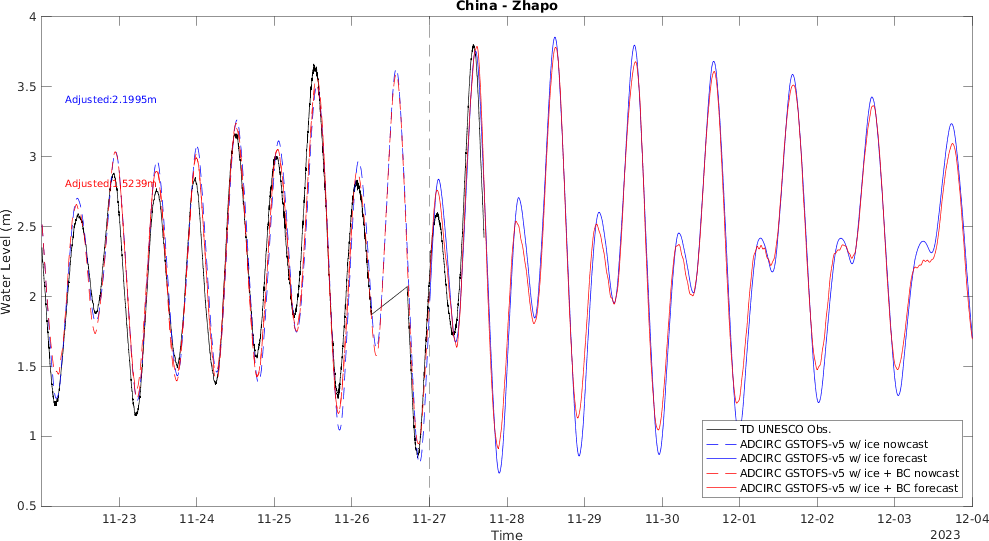 China - Zhapo
4
3.5
3
2.5
2
1.5
1
0.5
Water Level (m)
Adjusted:2.1995m
11-23
11-24
11-25
11-26
11-27
11-28
11-29
11-30
12-01
12-02
12-03
12-04
Time
2023
TD UNESCO Obs.
ADCIRC GSTOFS-v5 w/ ice nowcast
ADCIRC GSTOFS-v5 w/ ice forecast
ADCIRC GSTOFS-v5 w/ ice + BC nowcast
ADCIRC GSTOFS-v5 w/ ice + BC forecast